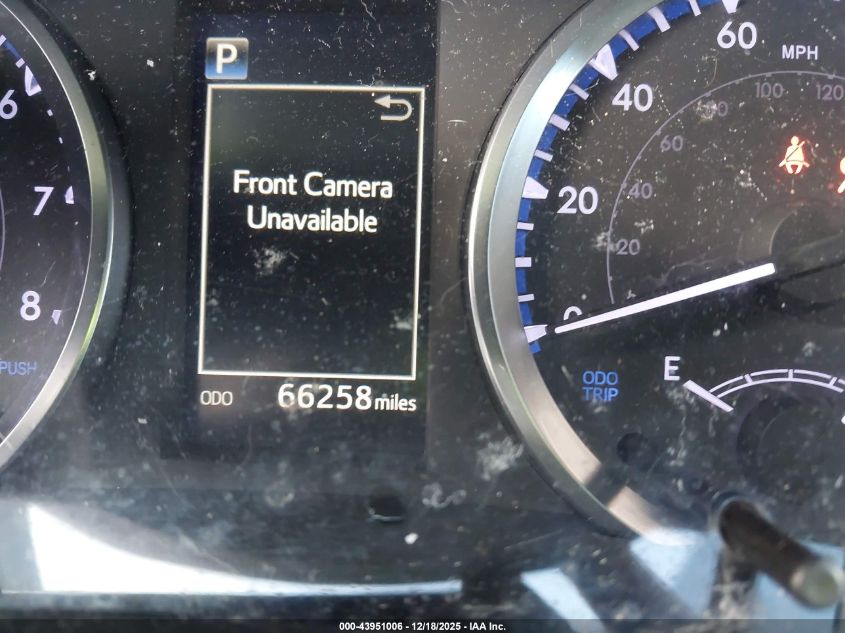 P
Front Camera
Unavailable
ODO 66258 miles
6
7
8
PUSH
60
MPH
40
20
0
120
100
80
60
40
20
ODO
TRIP
E
000-43951006 - 12/18/2025 - IAA Inc.